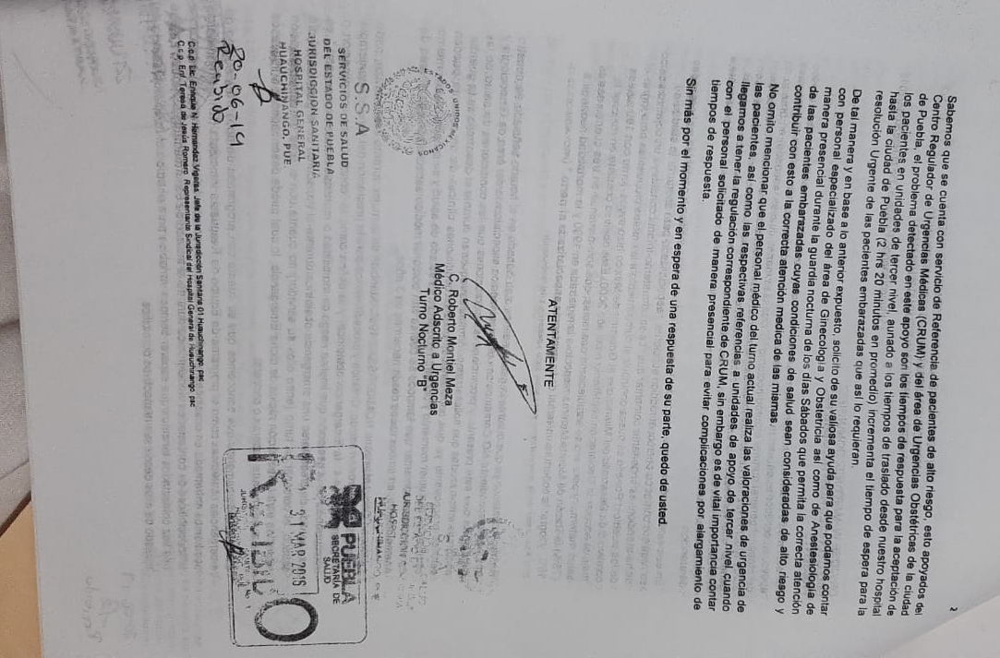 2
Sabemos que se cuenta con servicio de Referencia de pacientes de alto riesgo, esto apoyados del
Centro Regulador de Urgencias Médicas (CRUM) y del área de Urgencias Obstétricas de la ciudad
de Puebla, el problema detectado en este apoyo son los tiempos de respuesta para la aceptación de
los pacientes en unidades de tercer nivel, aunado a los tiempos de traslado desde nuestro hospital
hasta la ciudad de Puebla (2 hrs 20 minutos en promedio) incrementa el tiempo de espera para la
resolución Urgente de las pacientes embarazadas que así lo requieran.
De tal manera y en base a lo anterior expuesto, solicito de su valiosa ayuda para que podamos contar
con personal especializado del área de Ginecología y Obstetricia así como de Anestesiología de
manera presencial durante la guardia nocturna de los días Sábados que permita la correcta atención
de las pacientes embarazadas cuyas condiciones de salud sean consideradas de alto riesgo y
contribuir con esto a la correcta atención medica de las mismas.
No omito mencionar que el personal médico del turno actual realiza las valoraciones de urgencia de
las pacientes, así como las respectivas referencias a unidades de apoyo de tercer nivel cuando
llegamos a tener la regulación correspondiente de CRUM, sin embargo es de vital importancia contar
con el personal solicitado de manera presencial para evitar complicaciones por alargamiento de
tiempos de respuesta.
Sin más por el momento y en espera de una respuesta de su parte, quedo de usted.
ATENTAMENTE
C. Roberto Montiel Meza
Médico Adscrito a Urgencias
Turno Nocturno "B"
ESTADOS UNIDOS MEXICANOS
S.S.A
SERVICIOS DE SALUD
DEL ESTADO DE PUEBLA
JURISDICCION SANITARIA
HOSPITAL GENERAL
HUAUCHINANGO, PUE
PUEBLA
SECRETARÍA DE
SALUD
31 MAR 2019
RECIBIDO
30-06-19
Recibido
C.c.p. Lic. Enrique N. Hernandez Viguras. Jefe de la Jurisdicción Sanitaria 01 Huauchinango. pac
C.c.p. Enf. Teresa de Jesús Romero. Representante Sindical del Hospital General de Huauchinango. pac